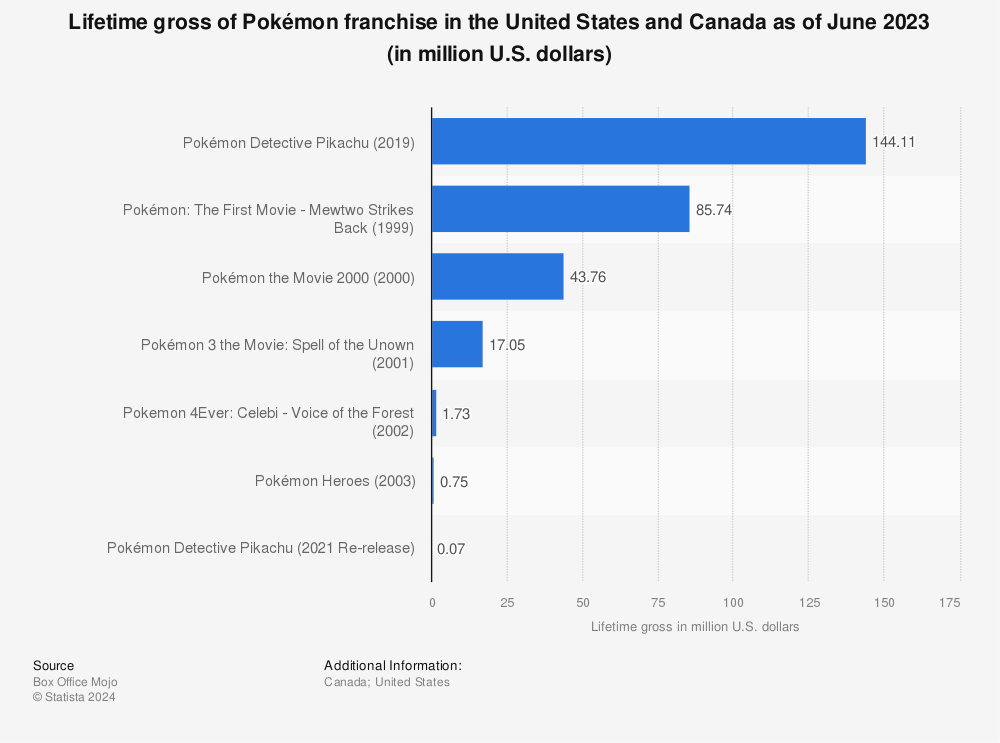 Lifetime gross of Pokémon franchise in the United States and Canada as of June 2023
(in million U.S. dollars)
Pokémon Detective Pikachu (2019)
144.11
Pokémon: The First Movie - Mewtwo Strikes
Back (1999)
85.74
Pokémon the Movie 2000 (2000)
43.76
Pokémon 3 the Movie: Spell of the Unown
(2001)
17.05
Pokemon 4Ever: Celebi - Voice of the Forest
(2002)
1.73
Pokémon Heroes (2003)
0.75
Pokémon Detective Pikachu (2021 Re-release)
0.07
0 25 50 75 100 125 150 175
Lifetime gross in million U.S. dollars
Source
Box Office Mojo
© Statista 2024
Additional Information:
Canada; United States